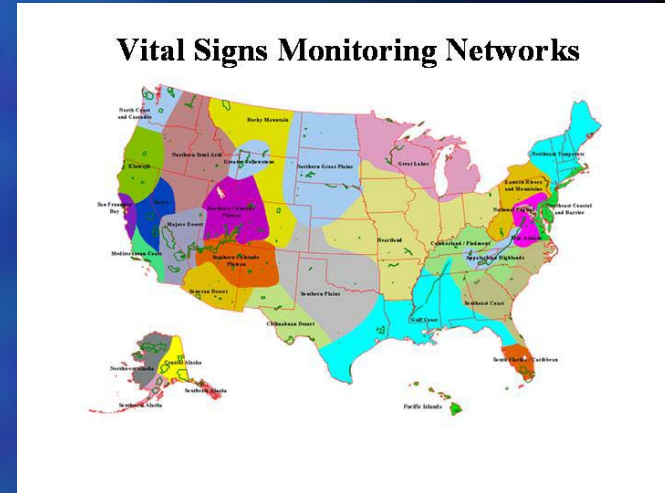 Vital Signs Monitoring Networks
North Coast
and Cascades
Rocky Mountain
Klamath
Northern Semi-Arid
Greater Yellowstone
Northern Great Plains
Great Lakes
Northeast Temperate
Eastern Rivers
and Mountains
San Francisco
Bay
Sierra
Northern Colorado
Plateau
National Capital
Northeast Coastal
and Barrier
Mid-Atlantic
Mojave Desert
Heartland
Cumberland / Piedmont
Mediterranean Coast
Southern Colorado
Plateau
Appalachian Highlands
Sonoran Desert
Southern Plains
Southeast Coast
Chihuahuan Desert
Gulf Coast
South Florida / Caribbean
Central Alaska
Northwest Alaska
Southeast Alaska
Southwest Alaska
Pacific Islands